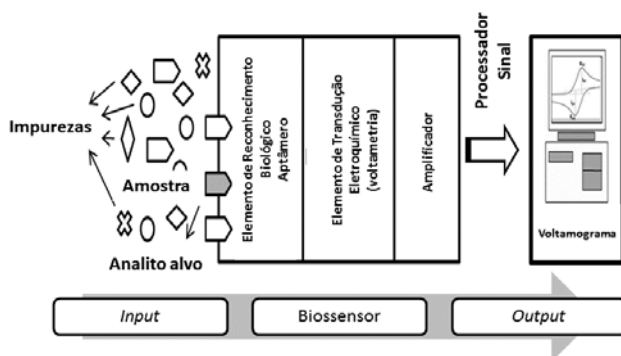 Impurezas
Amostra
Analito alvo
Elemento de Reconhecimento
Biológico
Aptâmero
Elemento de Transdução
Eletroquímico
(voltametria)
Amplificador
Processador
Sinal
Voltamograma
Input
Biossensor
Output